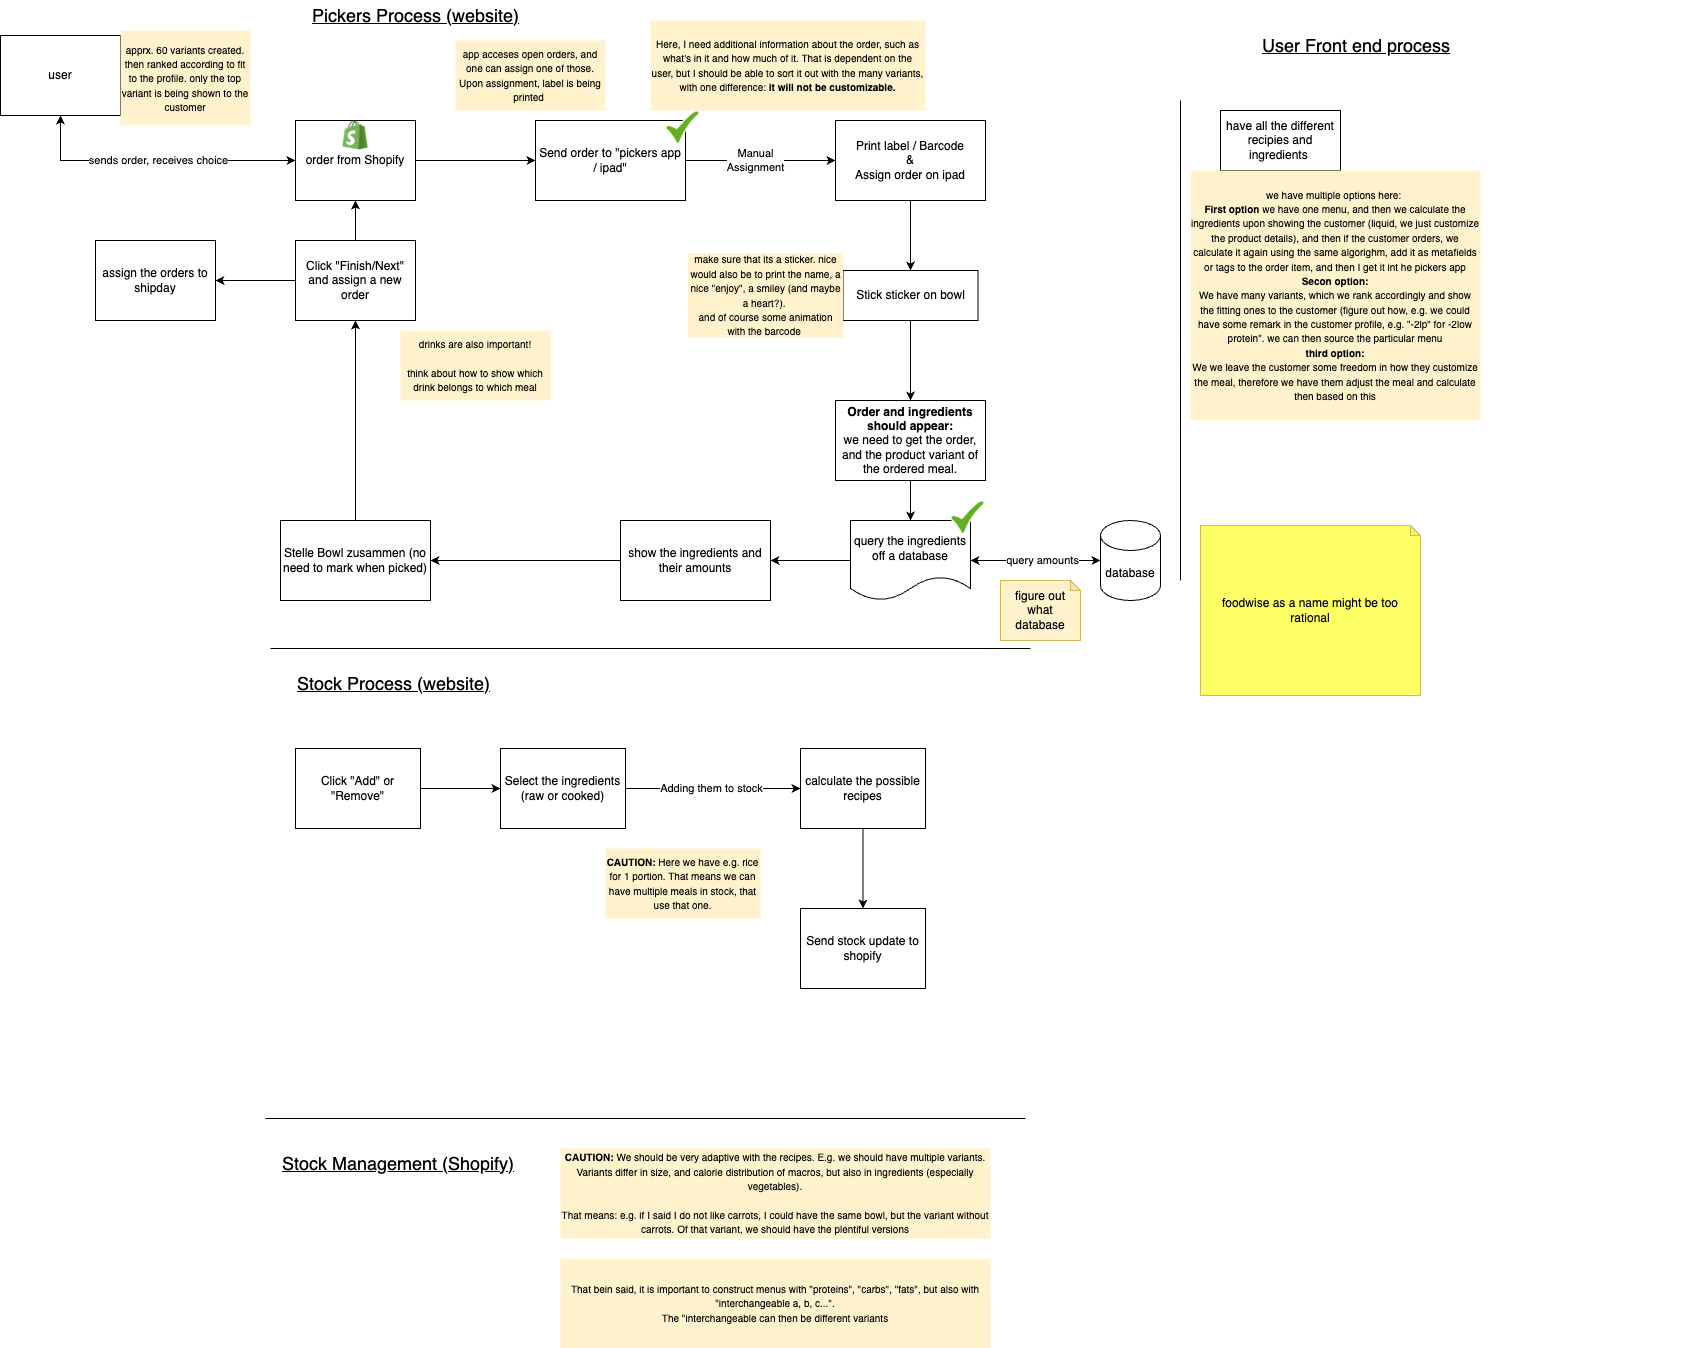 Pickers Process (website)
user
apprx. 60 variants created.
then ranked according to fit
to the profile. only the top
variant is being shown to the
customer
app acceses open orders, and
one can assign one of those.
Upon assignment, label is being
printed
Here, I need additional information about the order, such as
what's in it and how much of it. That is dependent on the
user, but I should be able to sort it out with the many variants,
with one difference: it will not be customizable.
sends order, receives choice
order from Shopify
Send order to "pickers app
/ ipad"
Manual
Assignment
Print label / Barcode
&
Assign order on ipad
assign the orders to
shipday
Click "Finish/Next"
and assign a new
order
make sure that its a sticker. nice
would also be to print the name, a
nice "enjoy", a smiley (and maybe
a heart?).
and of course some animation
with the barcode
Stick sticker on bowl
drinks are also important!
think about how to show which
drink belongs to which meal
Order and ingredients
should appear:
we need to get the order,
and the product variant of
the ordered meal.
Stelle Bowl zusammen (no
need to mark when picked)
show the ingredients and
their amounts
query the ingredients
off a database
query amounts
database
figure out
what
database
User Front end process
have all the different
recipies and
ingredients
we have multiple options here:
First option we have one menu, and then we calculate the
ingredients upon showing the customer (liquid, we just customize
the product details), and then if the customer orders, we
calculate it again using the same algorighm, add it as metafields
or tags to the order item, and then I get it int he pickers app
Secon option:
We have many variants, which we rank accordingly and show
the fitting ones to the customer (figure out how, e.g. we could
have some remark in the customer profile, e.g. "-2lp" for -2low
protein". we can then source the particular menu
third option:
We we leave the customer some freedom in how they customize
the meal, therefore we have them adjust the meal and calculate
then based on this
foodwise as a name might be too
rational
Stock Process (website)
Click "Add" or
"Remove"
Select the ingredients
(raw or cooked)
Adding them to stock
calculate the possible
recipes
CAUTION: Here we have e.g. rice
for 1 portion. That means we can
have multiple meals in stock, that
use that one.
Send stock update to
shopify
Stock Management (Shopify)
CAUTION: We should be very adaptive with the recipes. E.g. we should have multiple variants.
Variants differ in size, and calorie distribution of macros, but also in ingredients (especially
vegetables).
That means: e.g. if I said I do not like carrots, I could have the same bowl, but the variant without
carrots. Of that variant, we should have the plentiful versions
That bein said, it is important to construct menus with "proteins", "carbs", "fats", but also with
"interchangeable a, b, c...".
The "interchangeable can then be different variants